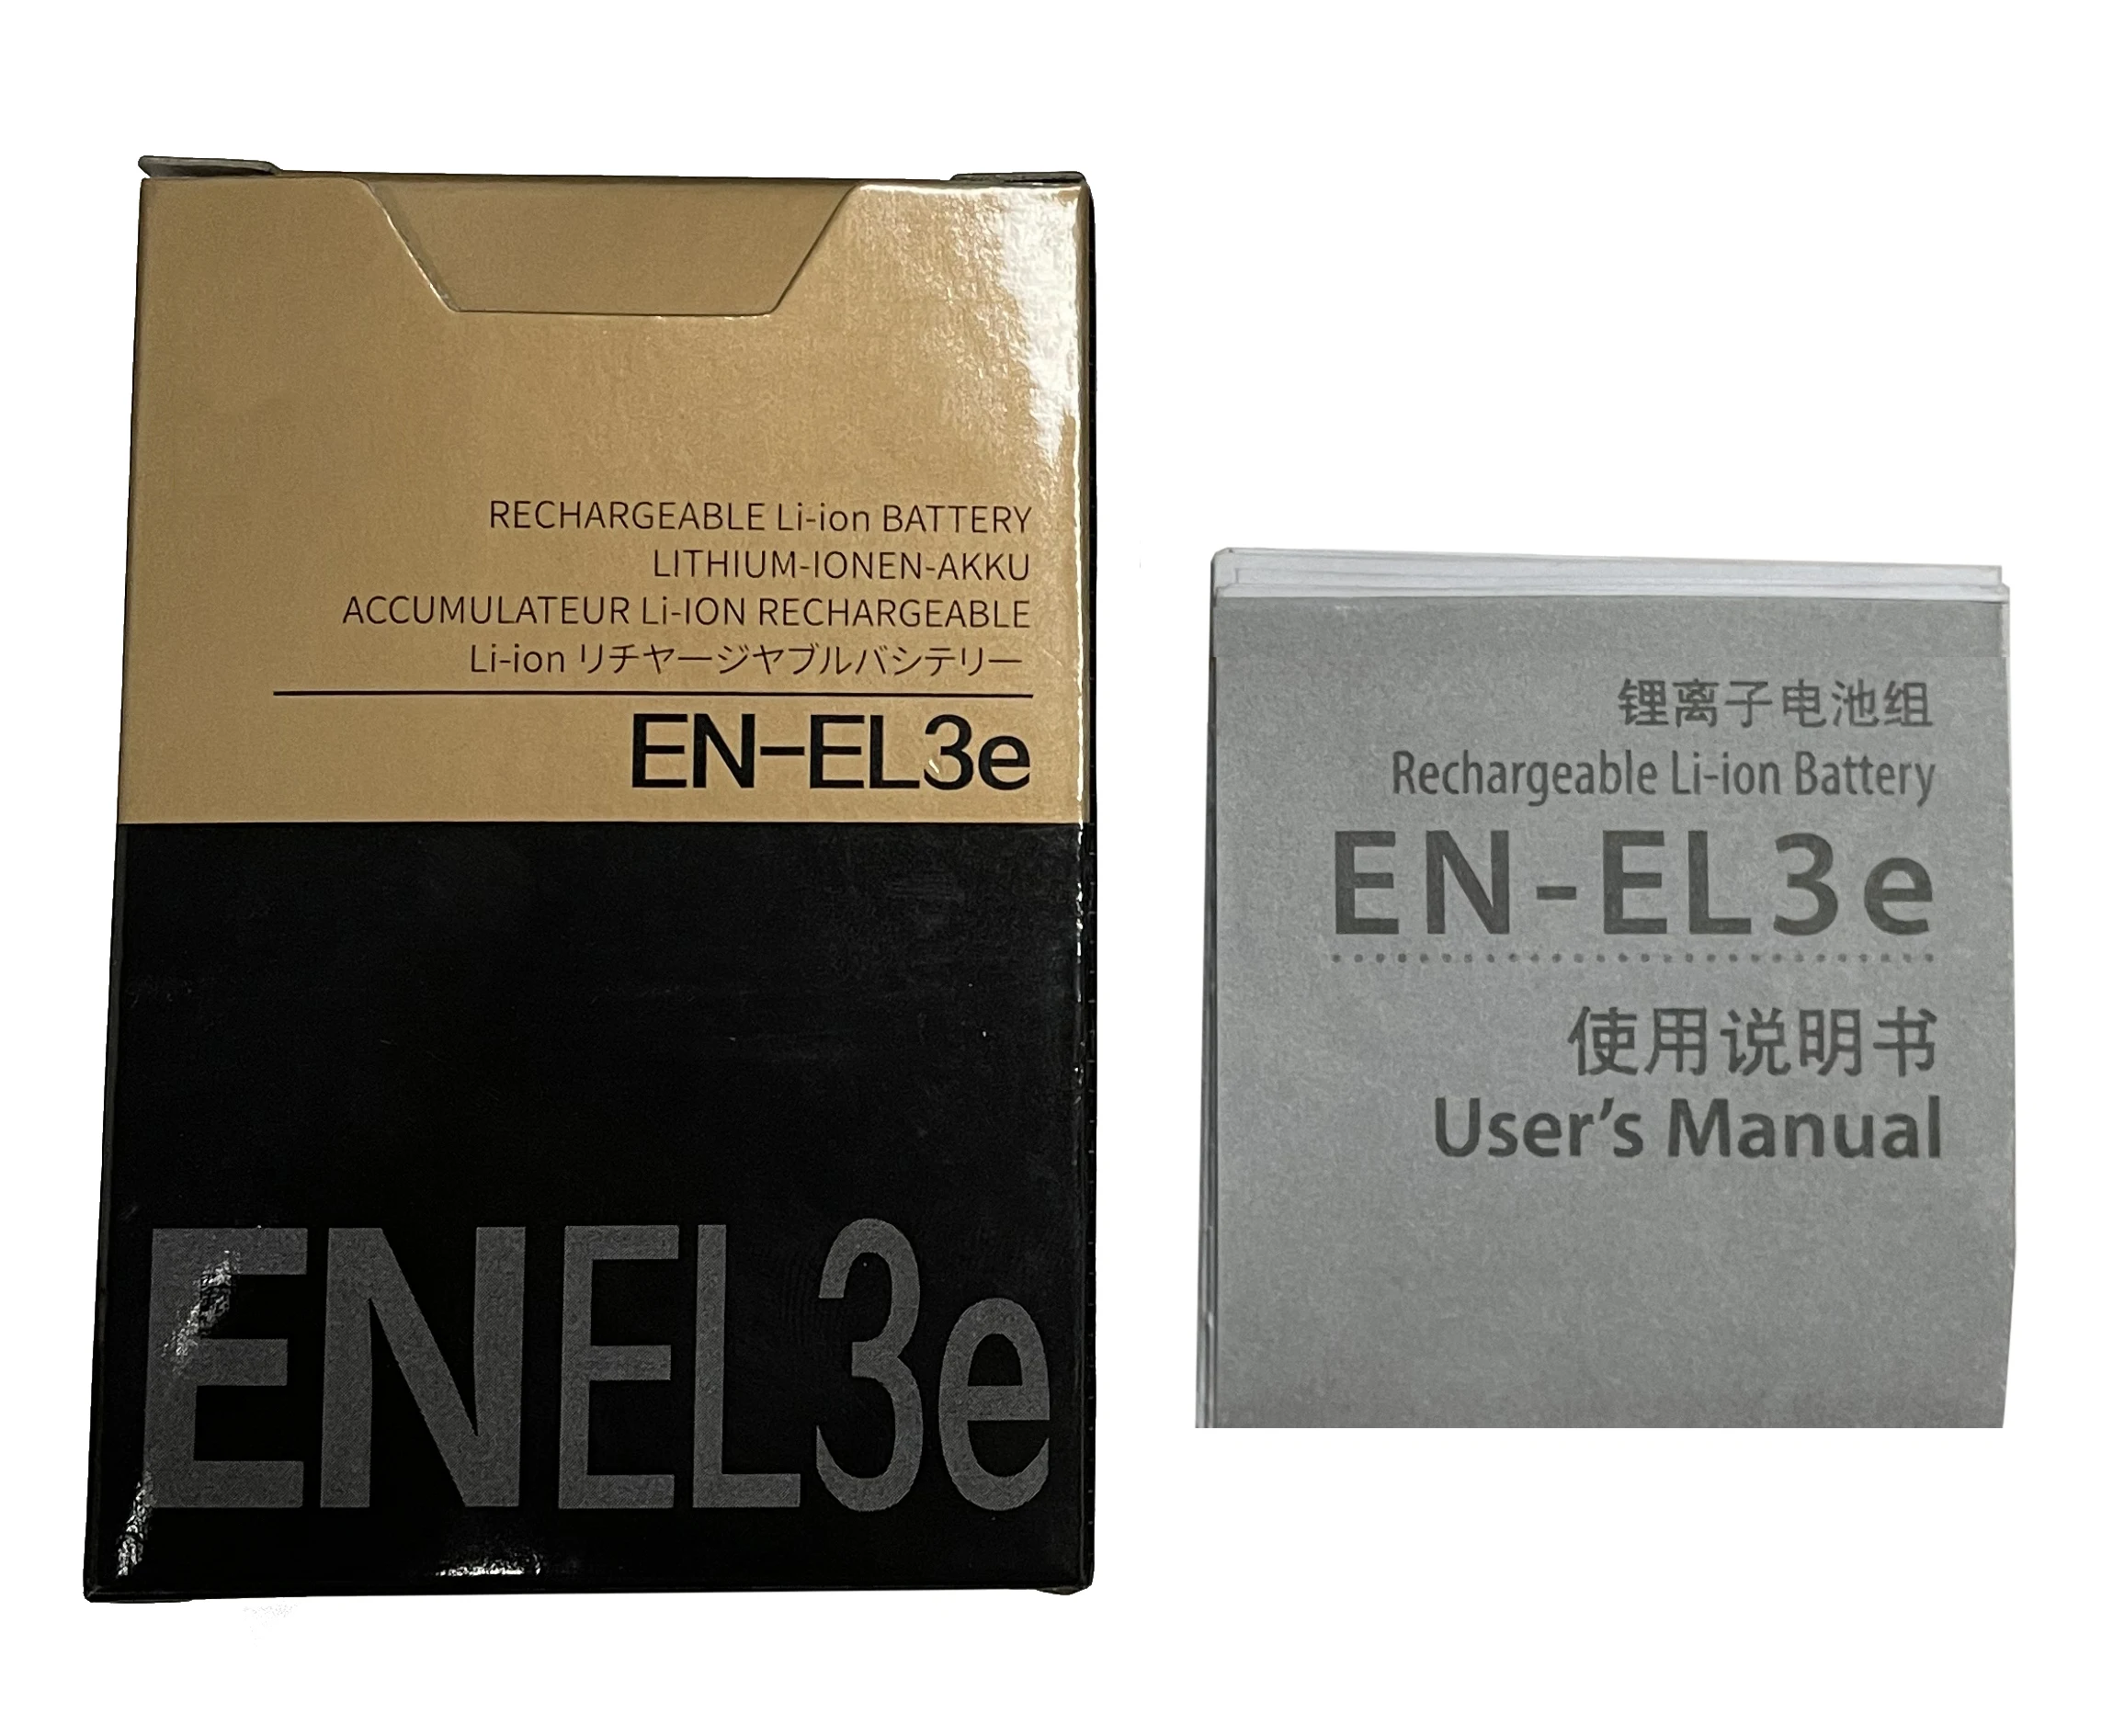 RECHARGEABLE Li-ion BATTERY
LITHIUM-IONEN-AKKU
ACCUMULATEUR Li-ION RECHARGEABLE
Li-ion リチヤージヤブルバシテリー
EN-EL3e
ENEL3e
锂离子电池组
Rechargeable Li-ion Battery
EN-EL3e
使用说明书
User's Manual